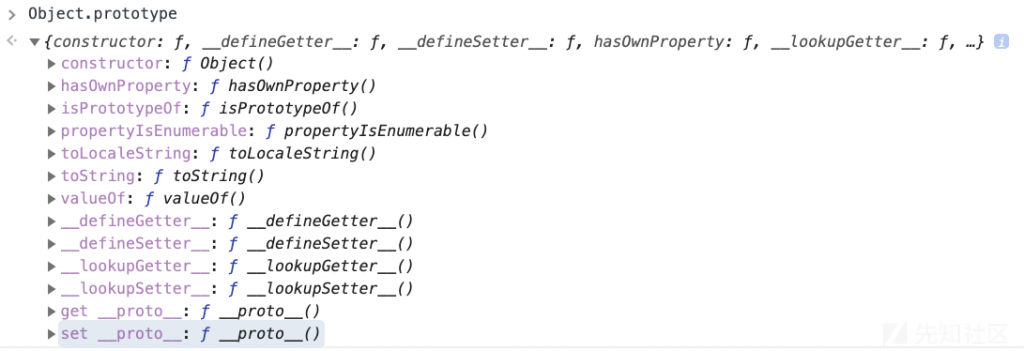 > Object.prototype
{constructor: ƒ, __defineGetter__: ƒ, __defineSetter__: ƒ, hasOwnProperty: ƒ, __lookupGetter__: ƒ, …}
constructor: ƒ Object()
hasOwnProperty: ƒ hasOwnProperty()
isPrototypeOf: ƒ isPrototypeOf()
propertyIsEnumerable: ƒ propertyIsEnumerable()
toLocaleString: ƒ toLocaleString()
toString: ƒ toString()
valueOf: ƒ valueOf()
__defineGetter__: ƒ __defineGetter__()
__defineSetter__: ƒ __defineSetter__()
__lookupGetter__: ƒ __lookupGetter__()
__lookupSetter__: ƒ __lookupSetter__()
get __proto__: ƒ __proto__()
set __proto__: ƒ __proto__()
先知社区